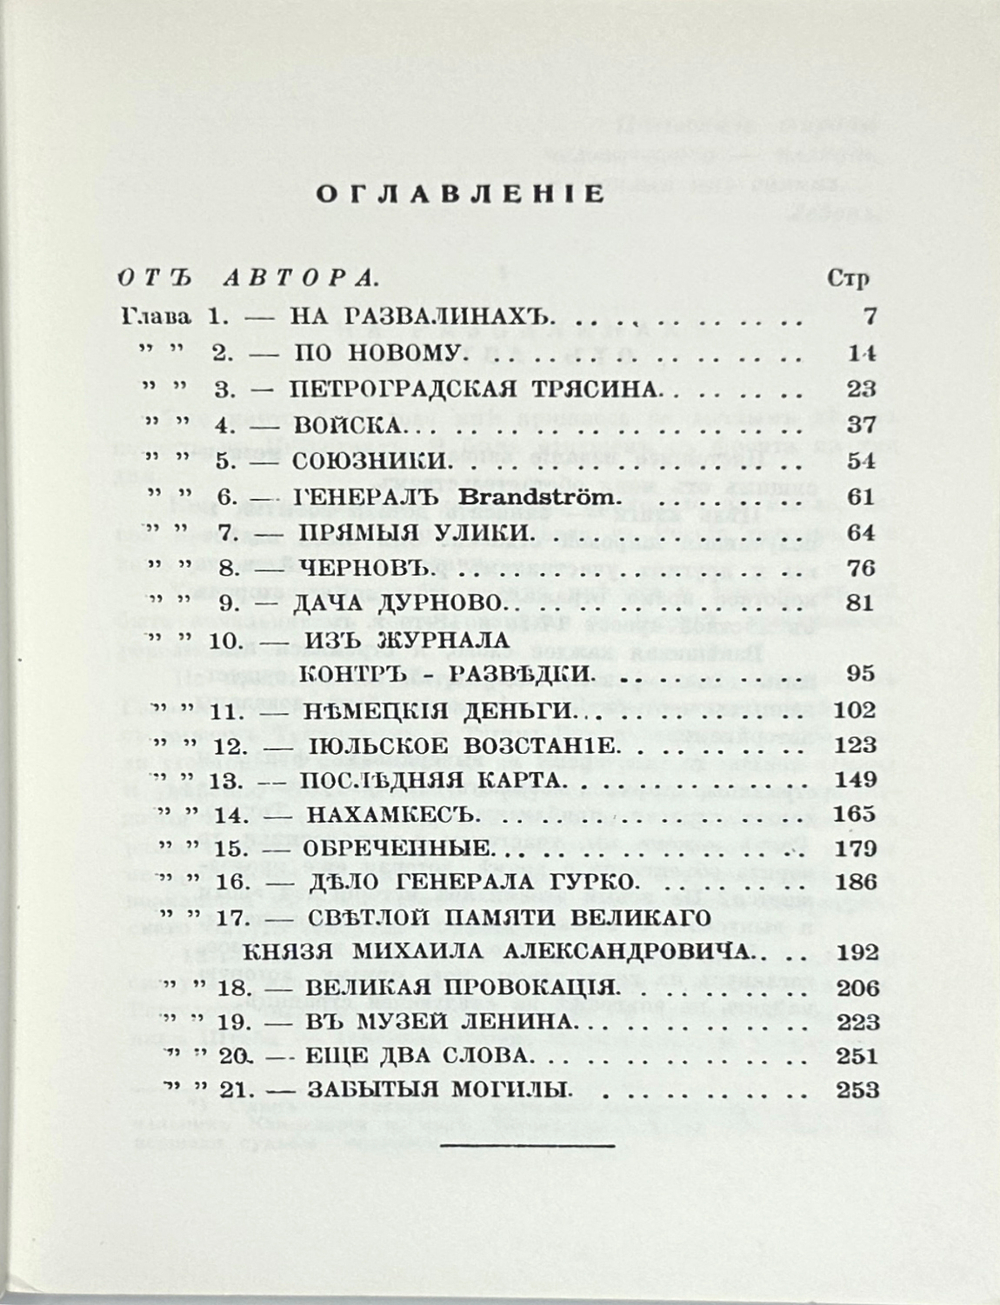 ОГЛАВЛЕНІЕ
ОТЪ АВТОРА. Стр
Глава 1. — НА РАЗВАЛИНАХЪ. . . . . . . . . . . 7
” ” 2. — ПО НОВОМУ. . . . . . . . . . . . . . . 14
” ” 3. — ПЕТРОГРАДСКАЯ ТРЯСИНА. . . . . . . 23
” ” 4. — ВОЙСКА. . . . . . . . . . . . . . . . . . 37
” ” 5. — СОЮЗНИКИ. . . . . . . . . . . . . . . . 54
” ” 6. — ГЕНЕРАЛЪ Brandström. . . . . . . . . 61
” ” 7. — ПРЯМЫЯ УЛИКИ. . . . . . . . . . . . 64
” ” 8. — ЧЕРНОВЪ. . . . . . . . . . . . . . . . . 76
” ” 9. — ДАЧА ДУРНОВО. . . . . . . . . . . . . 81
” ” 10. — ИЗЪ ЖУРНАЛА
КОНТРЪ - РАЗВѢДКИ. . . . . . . . . 95
” ” 11. — НѢМЕЦКІЯ ДЕНЬГИ. . . . . . . . . . 102
” ” 12. — ІЮЛЬСКОЕ ВОЗСТАНІЕ. . . . . . . . 123
” ” 13. — ПОСЛѢДНЯЯ КАРТА. . . . . . . . . . 149
” ” 14. — НАХАМКЕСЪ. . . . . . . . . . . . . . 165
” ” 15. — ОБРЕЧЕННЫЕ. . . . . . . . . . . . . . 179
” ” 16. — ДѢЛО ГЕНЕРАЛА ГУРКО. . . . . . . 186
” ” 17. — СВѢТЛОЙ ПАМЯТИ ВЕЛИКАГО
КНЯЗЯ МИХАИЛА АЛЕКСАНДРОВИЧА. . . . 192
” ” 18. — ВЕЛИКАЯ ПРОВОКАЦІЯ. . . . . . . . 206
” ” 19. — ВЪ МУЗЕЙ ЛЕНИНА. . . . . . . . . . 223
” ” 20. — ЕЩЕ ДВА СЛОВА. . . . . . . . . . . . 251
” ” 21. — ЗАБЫТЫЯ МОГИЛЫ. . . . . . . . . . 253